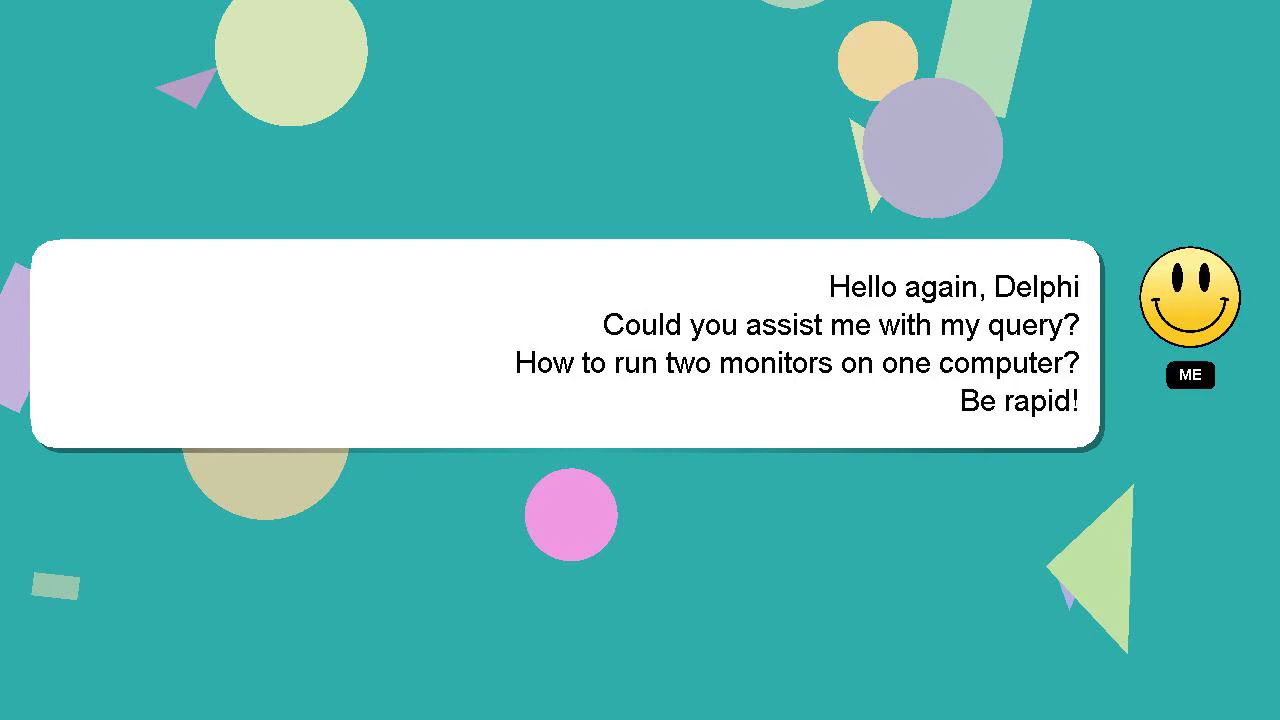 Hello again, Delphi
Could you assist me with my query?
How to run two monitors on one computer?
Be rapid!
ME